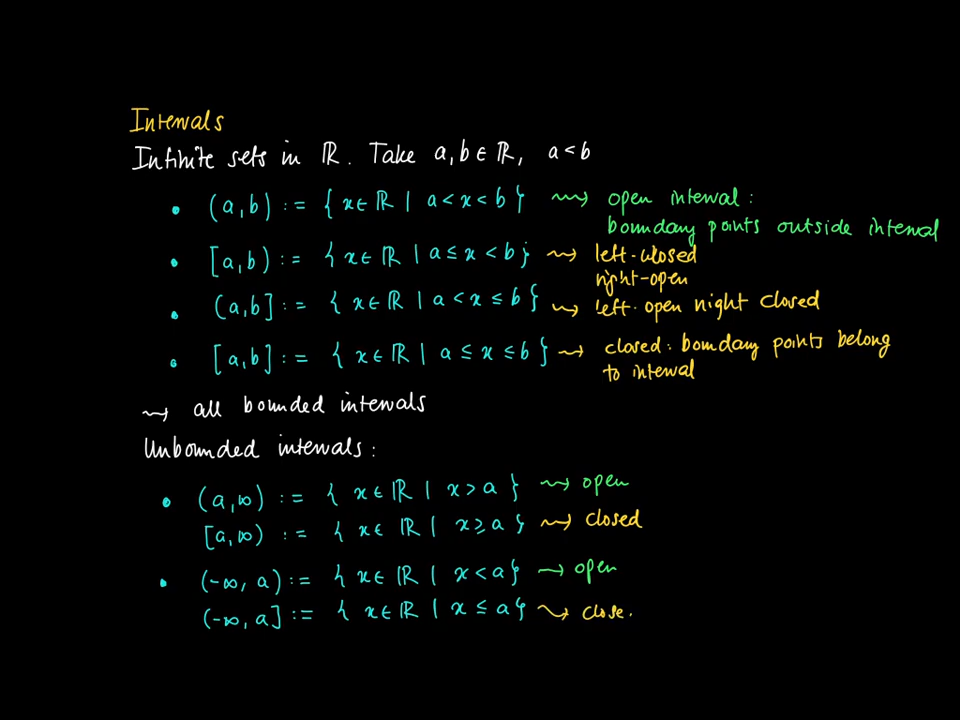 Intervals
Infinite sets in ℝ. Take a,b ∈ ℝ, a < b
• (a,b) := { x ∈ ℝ | a < x < b } ⇝ open interval:
boundary points outside interval
• [a,b) := { x ∈ ℝ | a ≤ x < b } ⇝ left-closed
right-open
• (a,b] := { x ∈ ℝ | a < x ≤ b } ⇝ left-open right closed
• [a,b] := { x ∈ ℝ | a ≤ x ≤ b } ⇝ closed: boundary points belong
to interval
⇝ all bounded intervals
Unbounded intervals:
• (a,∞) := { x ∈ ℝ | x > a } ⇝ open
[a,∞) := { x ∈ ℝ | x ≥ a } ⇝ closed
• (-∞, a) := { x ∈ ℝ | x < a } ⇝ open
(-∞, a] := { x ∈ ℝ | x ≤ a } ⇝ close.